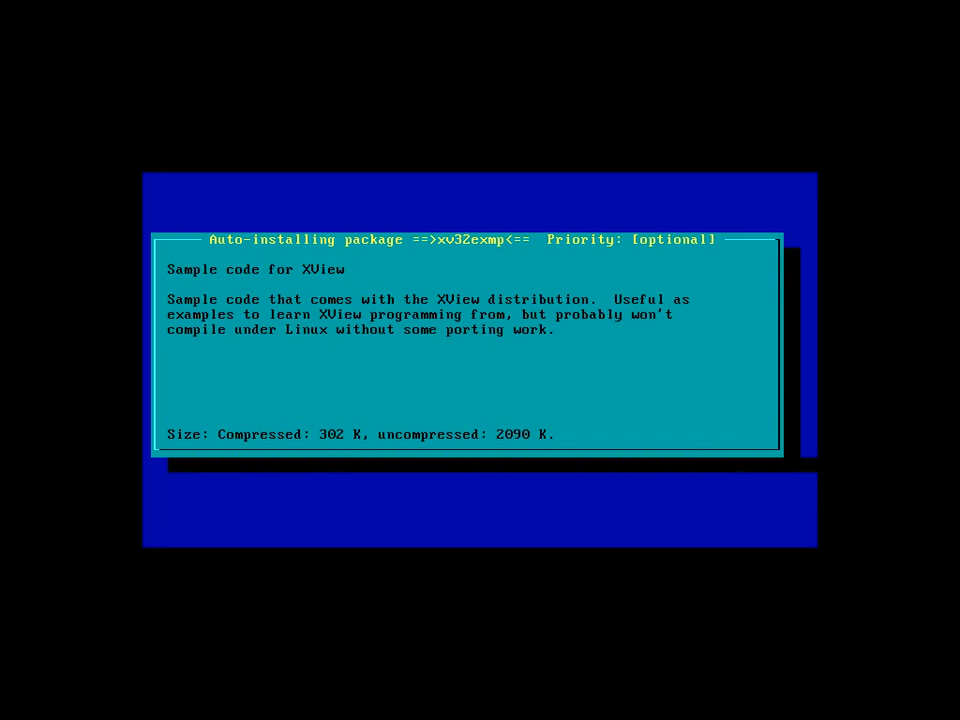 Auto-installing package ==>xv32exmp<==  Priority: [optional]
Sample code for XView
Sample code that comes with the XView distribution.  Useful as
examples to learn XView programming from, but probably won't
compile under Linux without some porting work.
Size: Compressed: 302 K, uncompressed: 2090 K.